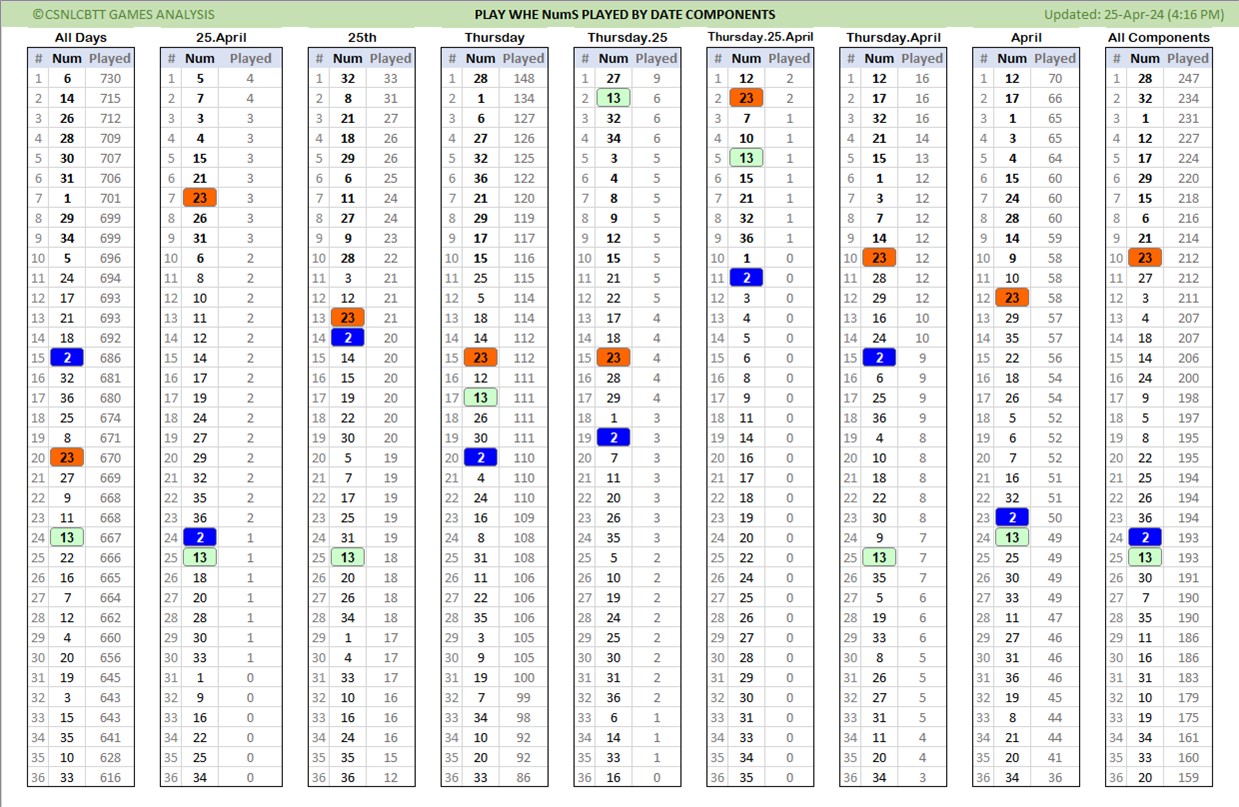 ©CSNLCBTT GAMES ANALYSIS PLAY WHE NumS PLAYED BY DATE COMPONENTS Updated: 25-Apr-24 (4:16 PM)
All Days 25.April 25th Thursday Thursday.25 Thursday.25.April Thursday.April April All Components
# Num Played # Num Played # Num Played # Num Played # Num Played # Num Played # Num Played # Num Played # Num Played
1 6 730 1 5 4 1 32 33 1 28 148 1 27 9 1 12 2 1 12 16 1 12 70 1 28 247
2 14 715 2 7 4 2 8 31 2 1 134 2 13 6 2 23 2 2 17 16 2 17 66 2 32 234
3 26 712 3 3 3 3 21 27 3 6 127 3 32 6 3 7 1 3 32 16 3 1 65 3 1 231
4 28 709 4 4 3 4 18 26 4 27 126 4 34 6 4 10 1 4 21 14 4 3 65 4 12 227
5 30 707 5 15 3 5 29 26 5 32 125 5 3 5 5 13 1 5 15 13 5 4 64 5 17 224
6 31 706 6 21 3 6 6 25 6 36 122 6 4 5 6 15 1 6 1 12 6 15 60 6 29 220
7 1 701 7 23 3 7 11 24 7 21 120 7 8 5 7 21 1 7 3 12 7 24 60 7 15 218
8 29 699 8 26 3 8 27 24 8 29 119 8 9 5 8 32 1 8 7 12 8 28 60 8 6 216
9 34 699 9 31 3 9 9 23 9 17 117 9 12 5 9 36 1 9 14 12 9 14 59 9 21 214
10 5 696 10 6 2 10 28 22 10 15 116 10 15 5 10 1 0 10 23 12 10 9 58 10 23 212
11 24 694 11 8 2 11 3 21 11 25 115 11 21 5 11 2 0 11 28 12 11 10 58 11 27 212
12 17 693 12 10 2 12 12 21 12 5 114 12 22 5 12 3 0 12 29 12 12 23 58 12 3 211
13 21 693 13 11 2 13 23 21 13 18 114 13 17 4 13 4 0 13 16 10 13 29 57 13 4 207
14 18 692 14 12 2 14 2 20 14 14 112 14 18 4 14 5 0 14 24 10 14 35 57 14 18 207
15 2 686 15 14 2 15 14 20 15 23 112 15 23 4 15 6 0 15 2 9 15 22 56 15 14 206
16 32 681 16 17 2 16 15 20 16 12 111 16 28 4 16 8 0 16 6 9 16 18 54 16 24 200
17 36 680 17 19 2 17 19 20 17 13 111 17 29 4 17 9 0 17 25 9 17 26 54 17 9 198
18 25 674 18 24 2 18 22 20 18 26 111 18 1 3 18 11 0 18 36 9 18 5 52 18 5 197
19 8 671 19 27 2 19 30 20 19 30 111 19 2 3 19 14 0 19 4 8 19 6 52 19 8 195
20 23 670 20 29 2 20 5 19 20 2 110 20 7 3 20 16 0 20 10 8 20 7 52 20 22 195
21 27 669 21 32 2 21 7 19 21 4 110 21 11 3 21 17 0 21 18 8 21 16 51 21 25 194
22 9 668 22 35 2 22 17 19 22 24 110 22 20 3 22 18 0 22 22 8 22 32 51 22 26 194
23 11 668 23 36 2 23 25 19 23 16 109 23 26 3 23 19 0 23 30 8 23 2 50 23 36 194
24 13 667 24 2 1 24 31 19 24 8 108 24 35 3 24 20 0 24 9 7 24 13 49 24 2 193
25 22 666 25 13 1 25 13 18 25 31 108 25 5 2 25 22 0 25 13 7 25 25 49 25 13 193
26 16 665 26 18 1 26 20 18 26 11 106 26 10 2 26 24 0 26 35 7 26 30 49 26 30 191
27 7 664 27 20 1 27 26 18 27 22 106 27 19 2 27 25 0 27 5 6 27 33 49 27 7 190
28 12 662 28 28 1 28 34 18 28 35 106 28 24 2 28 26 0 28 19 6 28 11 47 28 35 190
29 4 660 29 30 1 29 1 17 29 3 105 29 25 2 29 27 0 29 33 6 29 27 46 29 11 186
30 20 656 30 33 1 30 4 17 30 9 105 30 30 2 30 28 0 30 8 5 30 31 46 30 16 186
31 19 645 31 1 0 31 33 17 31 19 100 31 31 2 31 29 0 31 26 5 31 36 46 31 31 183
32 3 643 32 9 0 32 10 16 32 7 99 32 36 2 32 30 0 32 27 5 32 19 45 32 10 179
33 15 643 33 16 0 33 16 16 33 34 98 33 6 1 33 31 0 33 31 5 33 8 44 33 19 175
34 35 641 34 22 0 34 24 16 34 10 92 34 14 1 34 33 0 34 11 4 34 21 44 34 34 161
35 10 628 35 25 0 35 35 15 35 20 92 35 33 1 35 34 0 35 20 4 35 20 41 35 33 160
36 33 616 36 34 0 36 36 12 36 33 86 36 16 0 36 35 0 36 34 3 36 34 36 36 20 159